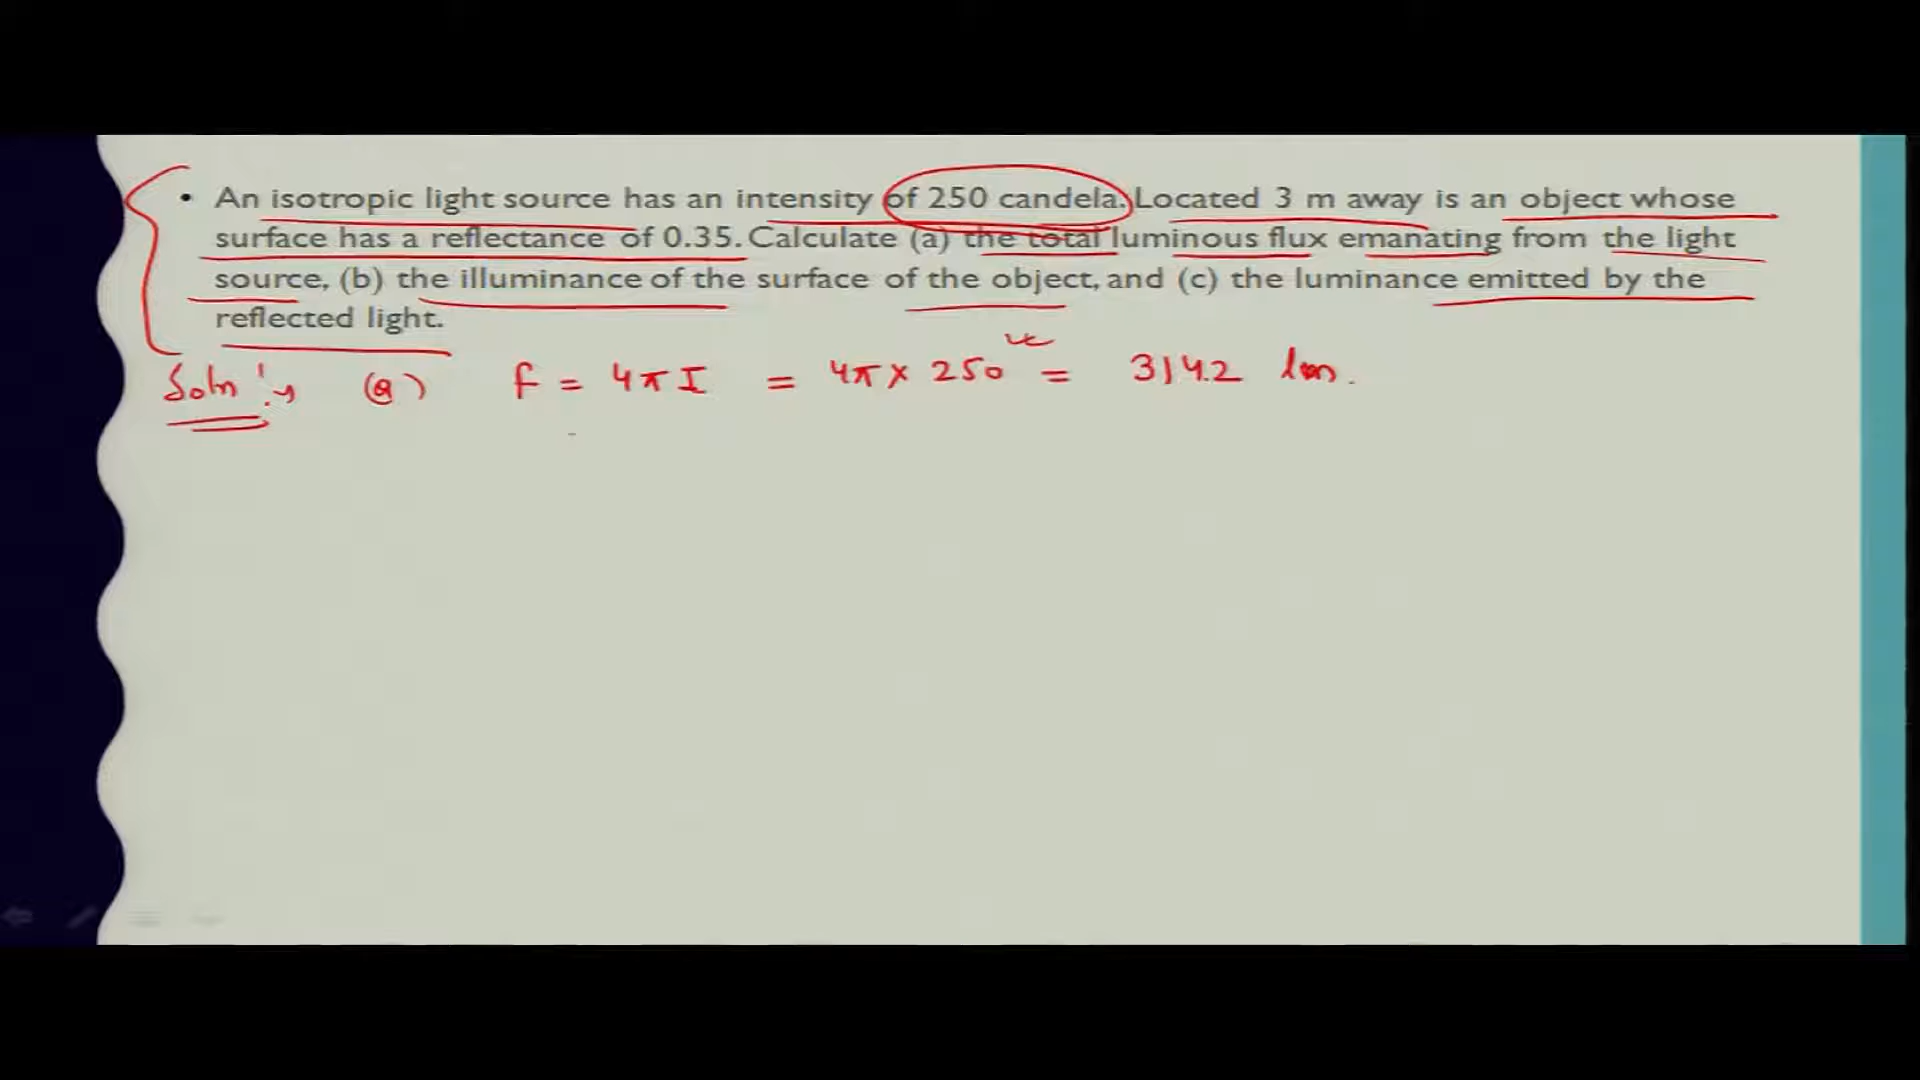 • An isotropic light source has an intensity of 250 candela. Located 3 m away is an object whose
surface has a reflectance of 0.35. Calculate (a) the total luminous flux emanating from the light
source, (b) the illuminance of the surface of the object, and (c) the luminance emitted by the
reflected light.
Soln: → (a) F = 4πI = 4π × 250 = 3142 lm.